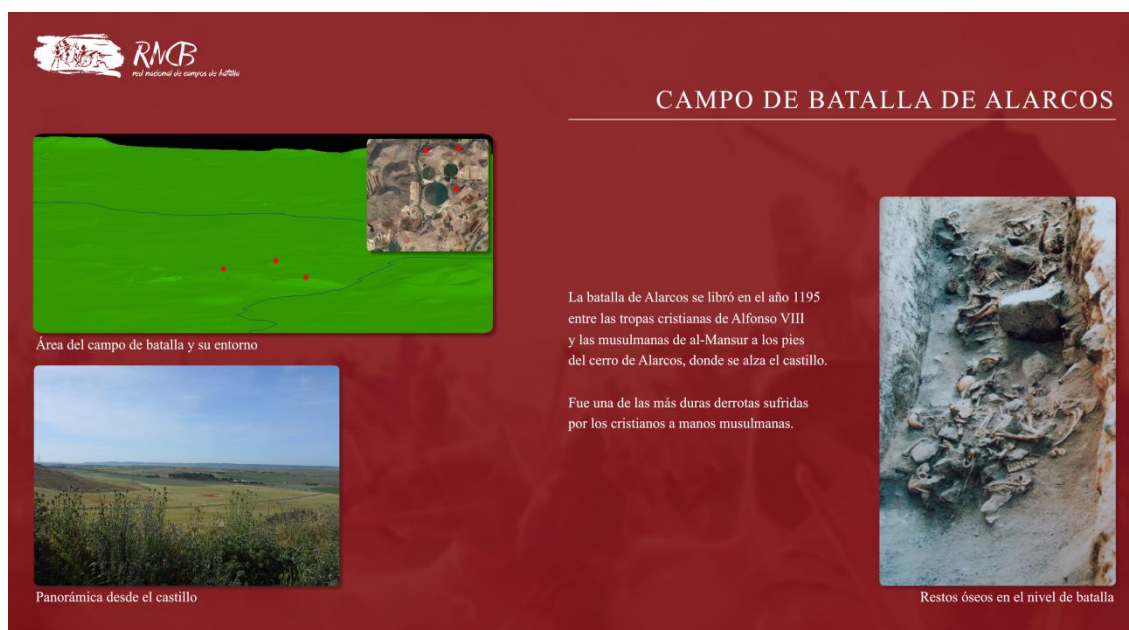 RNCB
red nacional de campos de batalla
CAMPO DE BATALLA DE ALARCOS
Área del campo de batalla y su entorno
La batalla de Alarcos se libró en el año 1195
entre las tropas cristianas de Alfonso VIII
y las musulmanas de al-Mansur a los pies
del cerro de Alarcos, donde se alza el castillo.
Fue una de las más duras derrotas sufridas
por los cristianos a manos musulmanas.
Panorámica desde el castillo
Restos óseos en el nivel de batalla